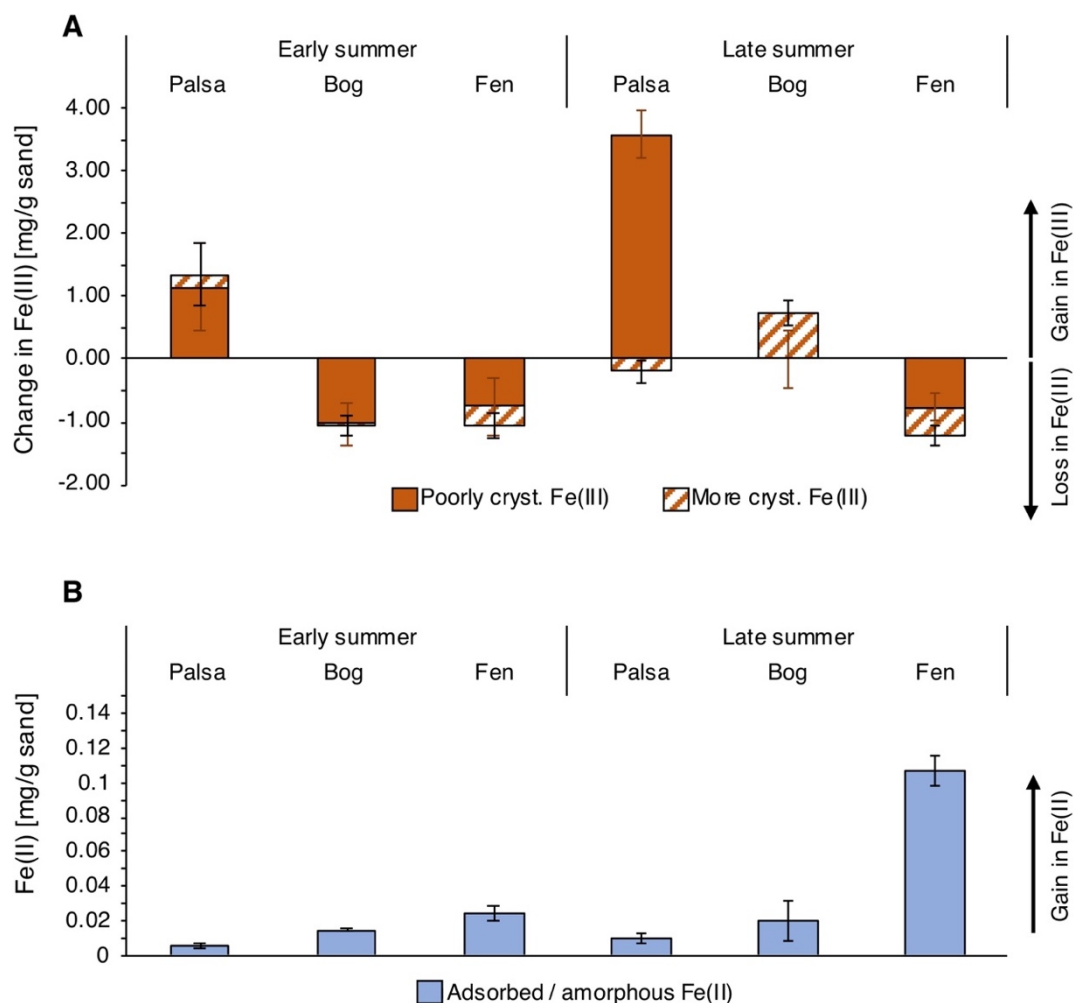 A
Early summer
Late summer
Palsa
Bog
Fen
Palsa
Bog
Fen
Change in Fe(III) [mg/g sand]
4.00
3.00
2.00
1.00
0.00
-1.00
-2.00
Gain in Fe(III)
Loss in Fe(III)
Poorly cryst. Fe(III)
More cryst. Fe(III)
B
Early summer
Late summer
Palsa
Bog
Fen
Palsa
Bog
Fen
Fe(II) [mg/g sand]
0.14
0.12
0.1
0.08
0.06
0.04
0.02
0
Gain in Fe(II)
Adsorbed / amorphous Fe(II)